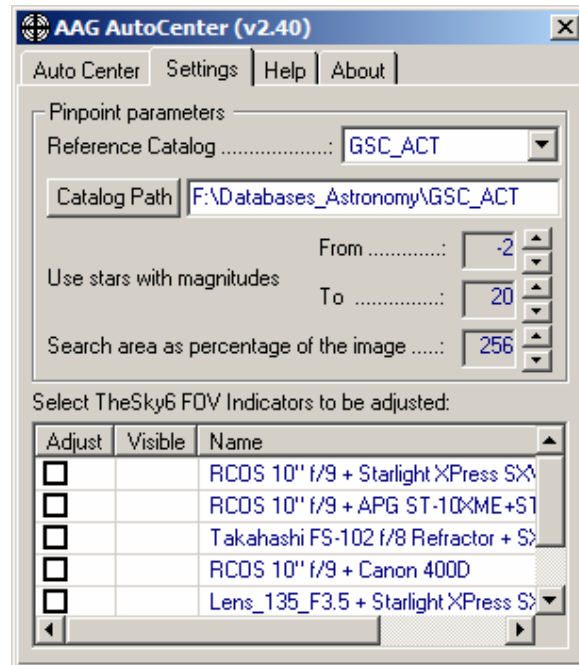 AAG AutoCenter (v2.40)
Auto Center Settings Help About
Pinpoint parameters
Reference Catalog ...................: GSC_ACT
Catalog Path F:\Databases_Astronomy\GSC_ACT
From .............: -2
Use stars with magnitudes
To ...............: 20
Search area as percentage of the image .....: 256
Select TheSky6 FOV Indicators to be adjusted:
Adjust Visible Name
RCOS 10" f/9 + Starlight XPress
RCOS 10" f/9 + APG ST-10XME+
Takahashi FS-102 f/8 Refractor +
RCOS 10" f/9 + Canon 400D
Lens_135_F3.5 + Starlight XPress